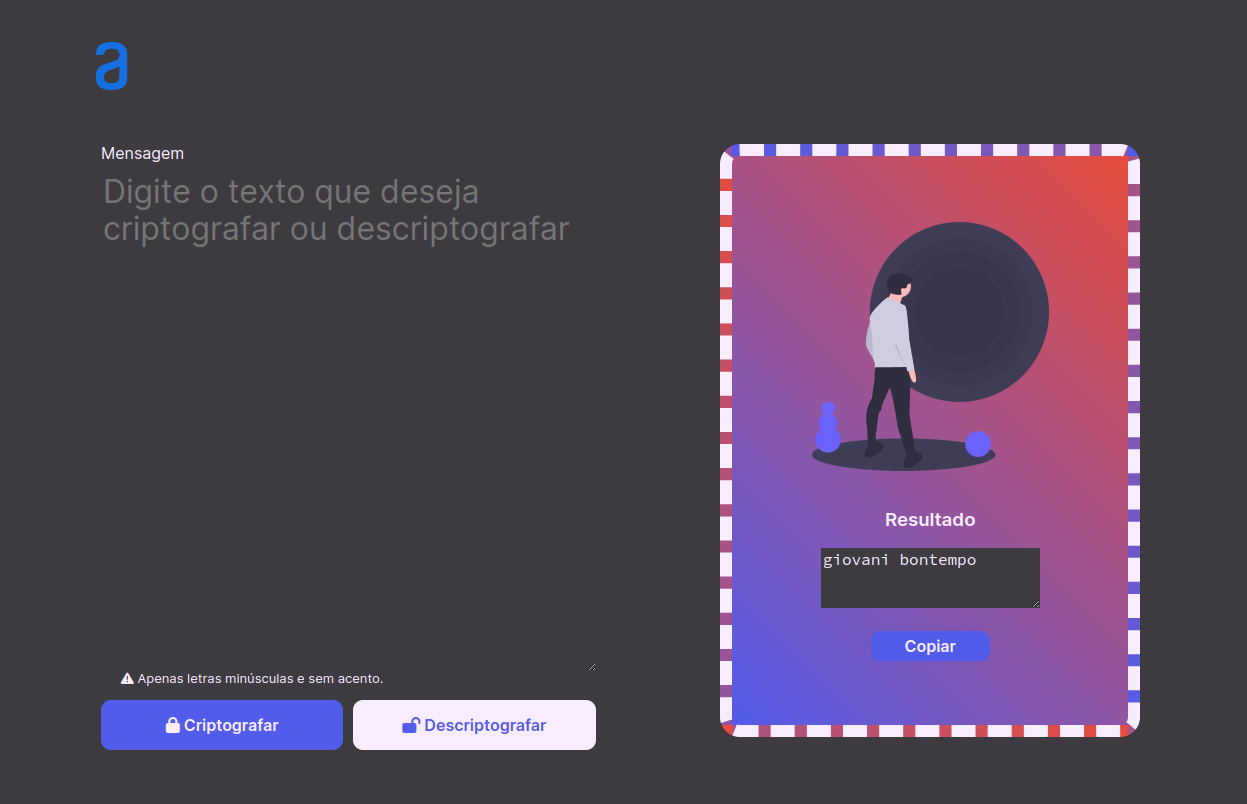 a
Mensagem
Digite o texto que deseja
criptografar ou descriptografar
Apenas letras minúsculas e sem acento.
Criptografar
Descriptografar
Resultado
giovani bontempo
Copiar